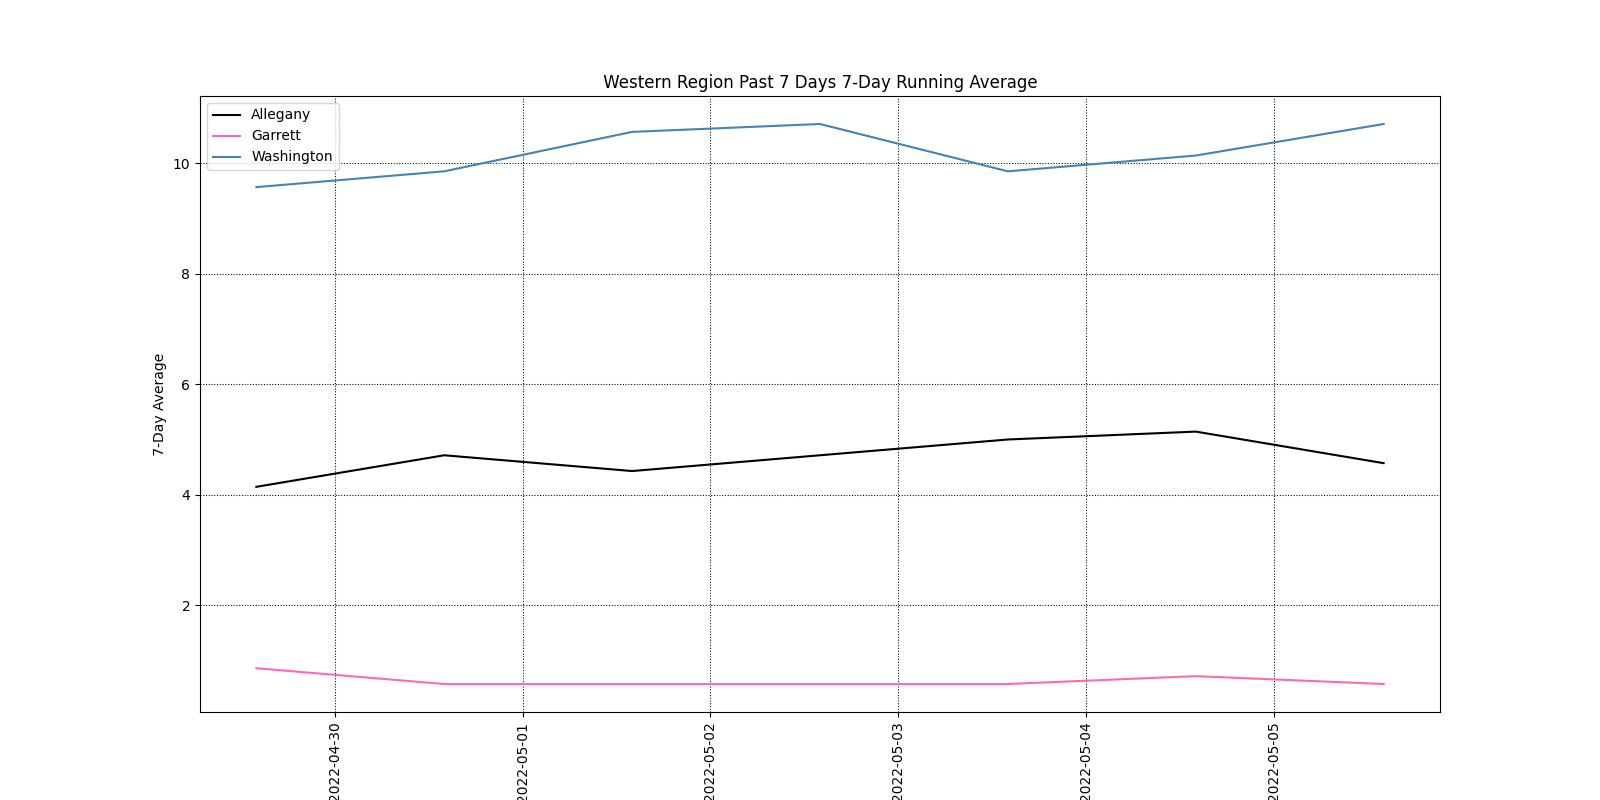 Western Region Past 7 Days 7-Day Running Average
Allegany
Garrett
Washington
10
8
6
4
2
7-Day Average
2022-04-30
2022-05-01
2022-05-02
2022-05-03
2022-05-04
2022-05-05